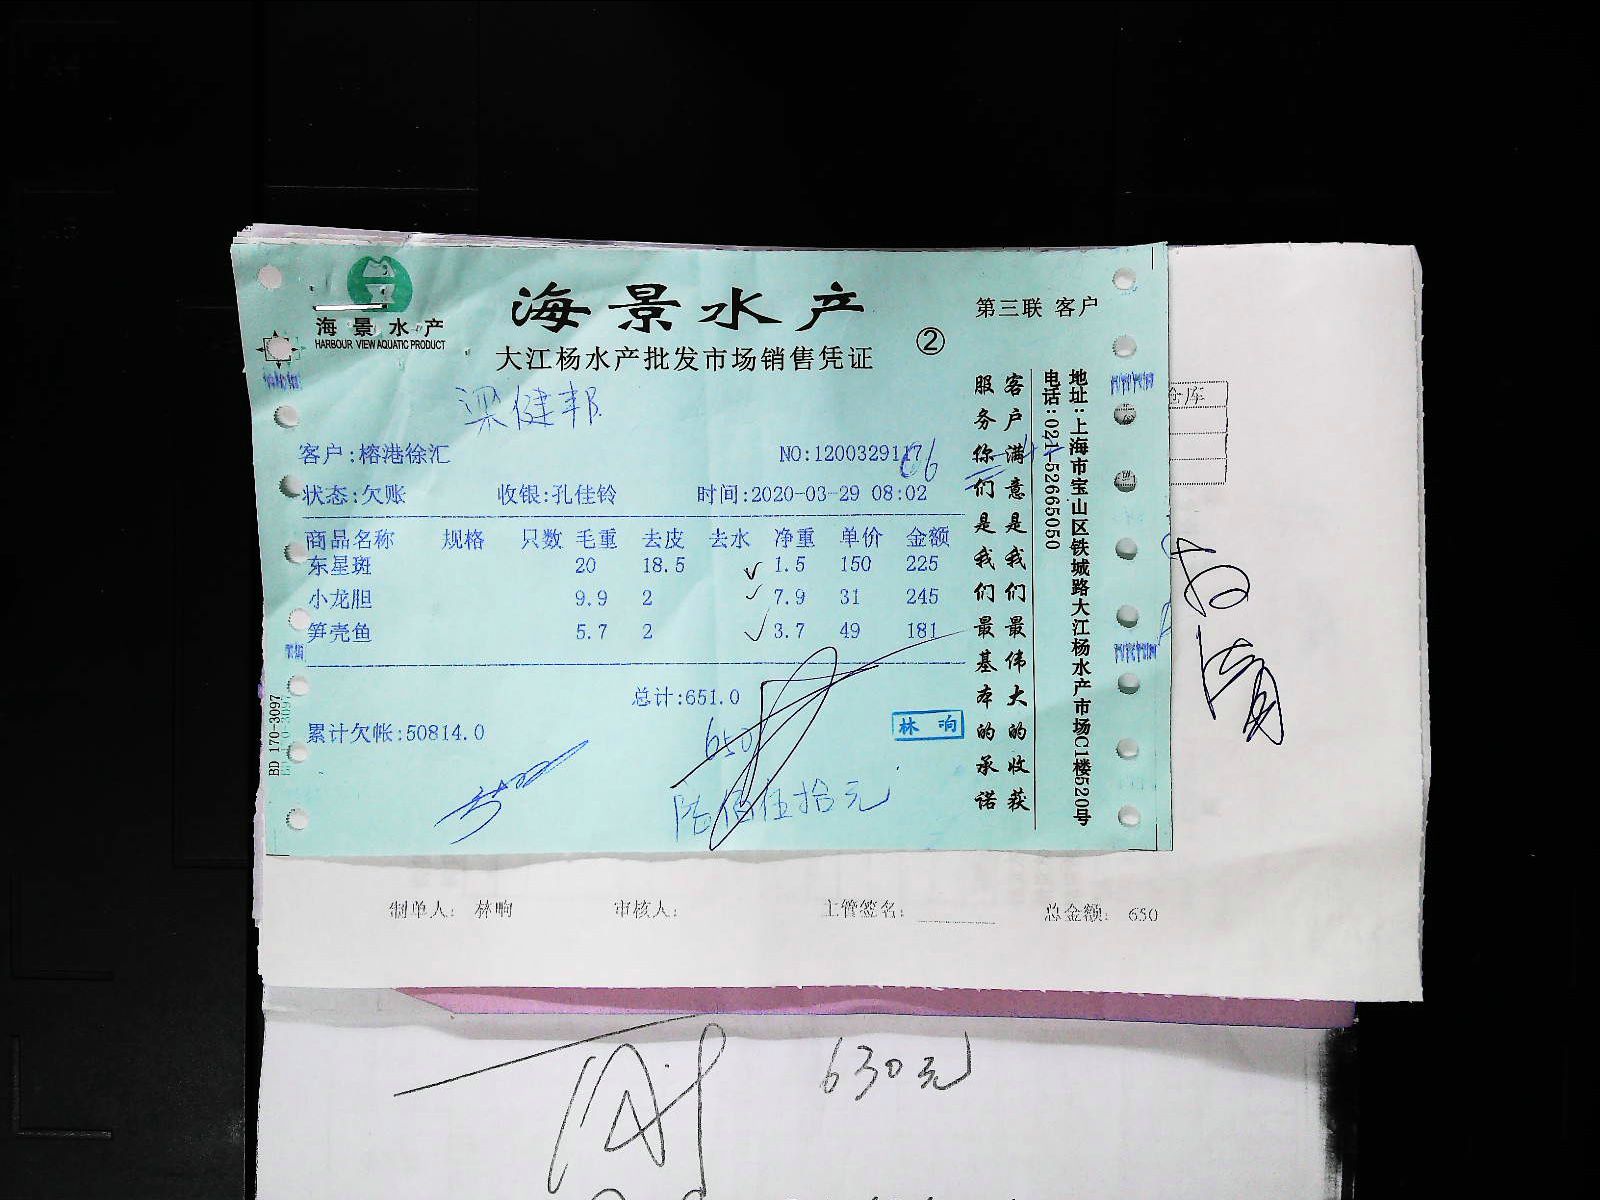 海景水产
HARBOUR VIEW AQUATIC PRODUCT
海景水产
第三联 客户
大江杨水产批发市场销售凭证
②
梁健邦
客户:榕港徐汇 NO:120032911706
状态:欠账 收银:孔佳铃 时间:2020-03-29 08:02
商品名称 规格 只数 毛重 去皮 去水 净重 单价 金额
东星斑 20 18.5 1.5 150 225
小龙胆 9.9 2 7.9 31 245
笋壳鱼 5.7 2 3.7 49 181
总计:651.0
累计欠帐:50814.0
650
林响
陆佰伍拾元
客户满意是我们最伟大的收获
服务你们是我们最基本的承诺
地址:上海市宝山区铁城路大江杨水产市场C1楼520号
电话:021-52665050
BD 170-3097
仓库
制单人: 林响 审核人: 主管签名: 总金额: 650
630元